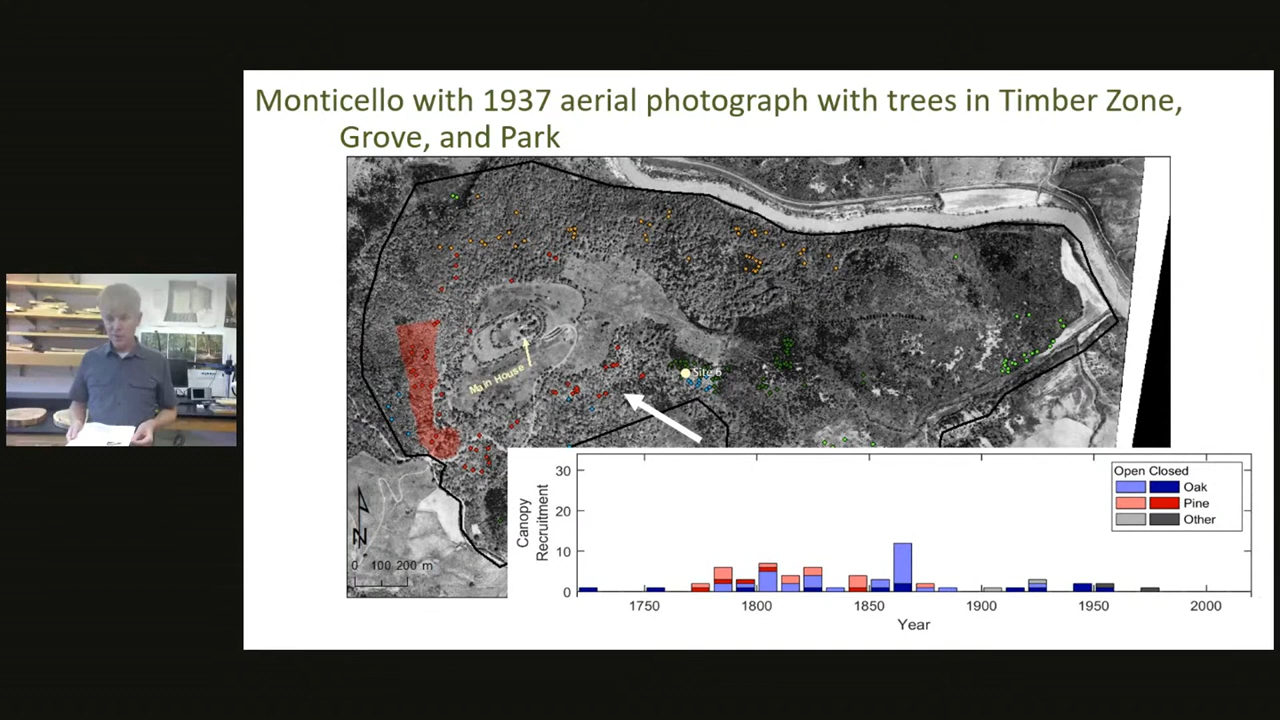 Monticello with 1937 aerial photograph with trees in Timber Zone,
Grove, and Park
Main House
Site 6
N
0 100 200 m
Canopy
Recruitment
30
20
10
0
1750 1800 1850 1900 1950 2000
Year
Open Closed
Oak
Pine
Other